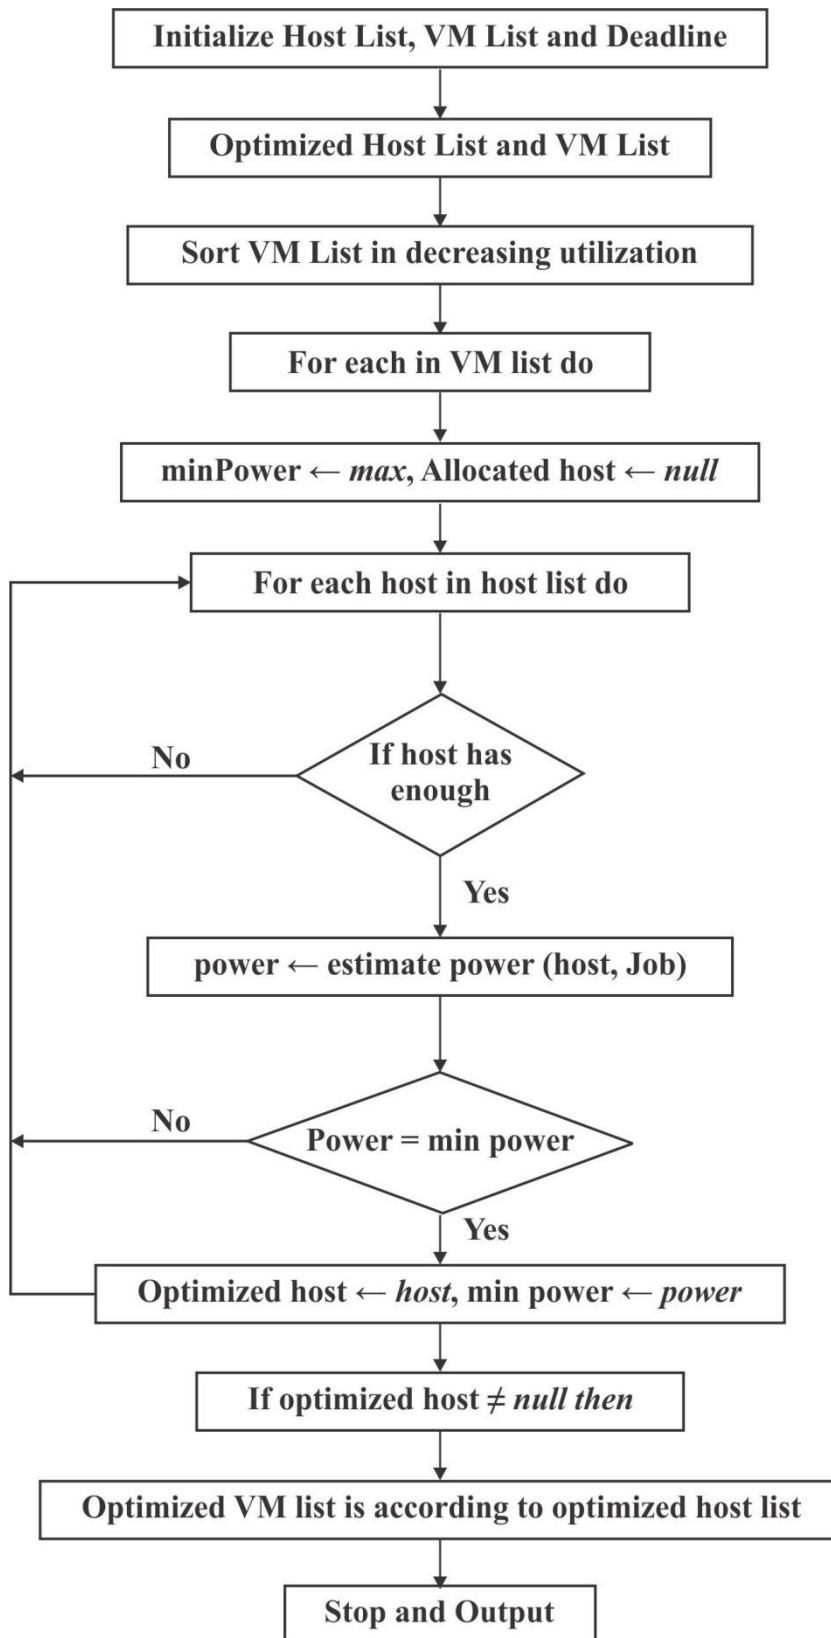 Initialize Host List, VM List and Deadline
Optimized Host List and VM List
Sort VM List in decreasing utilization
For each in VM list do
minPower ← max, Allocated host ← null
For each host in host list do
If host has
enough
No
Yes
power ← estimate power (host, Job)
Power = min power
No
Yes
Optimized host ← host, min power ← power
If optimized host ≠ null then
Optimized VM list is according to optimized host list
Stop and Output